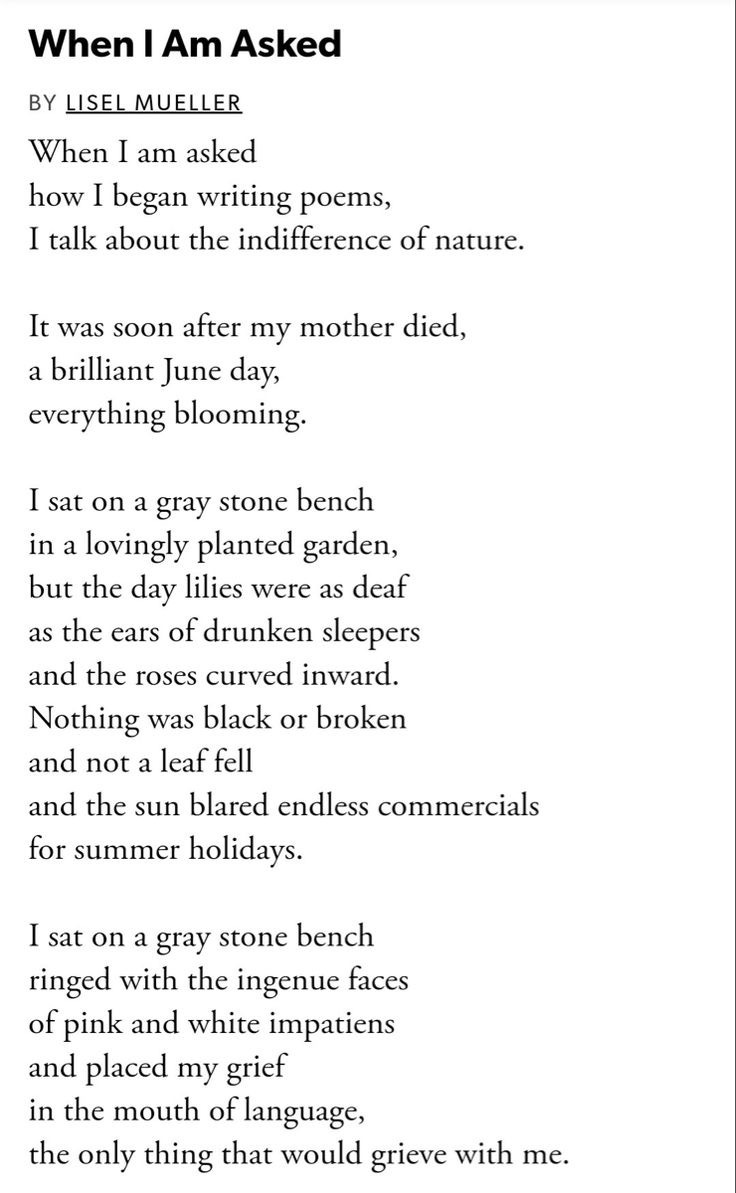 When I Am Asked
BY LISEL MUELLER
When I am asked
how I began writing poems,
I talk about the indifference of nature.
It was soon after my mother died,
a brilliant June day,
everything blooming.
I sat on a gray stone bench
in a lovingly planted garden,
but the day lilies were as deaf
as the ears of drunken sleepers
and the roses curved inward.
Nothing was black or broken
and not a leaf fell
and the sun blared endless commercials
for summer holidays.
I sat on a gray stone bench
ringed with the ingenue faces
of pink and white impatiens
and placed my grief
in the mouth of language,
the only thing that would grieve with me.